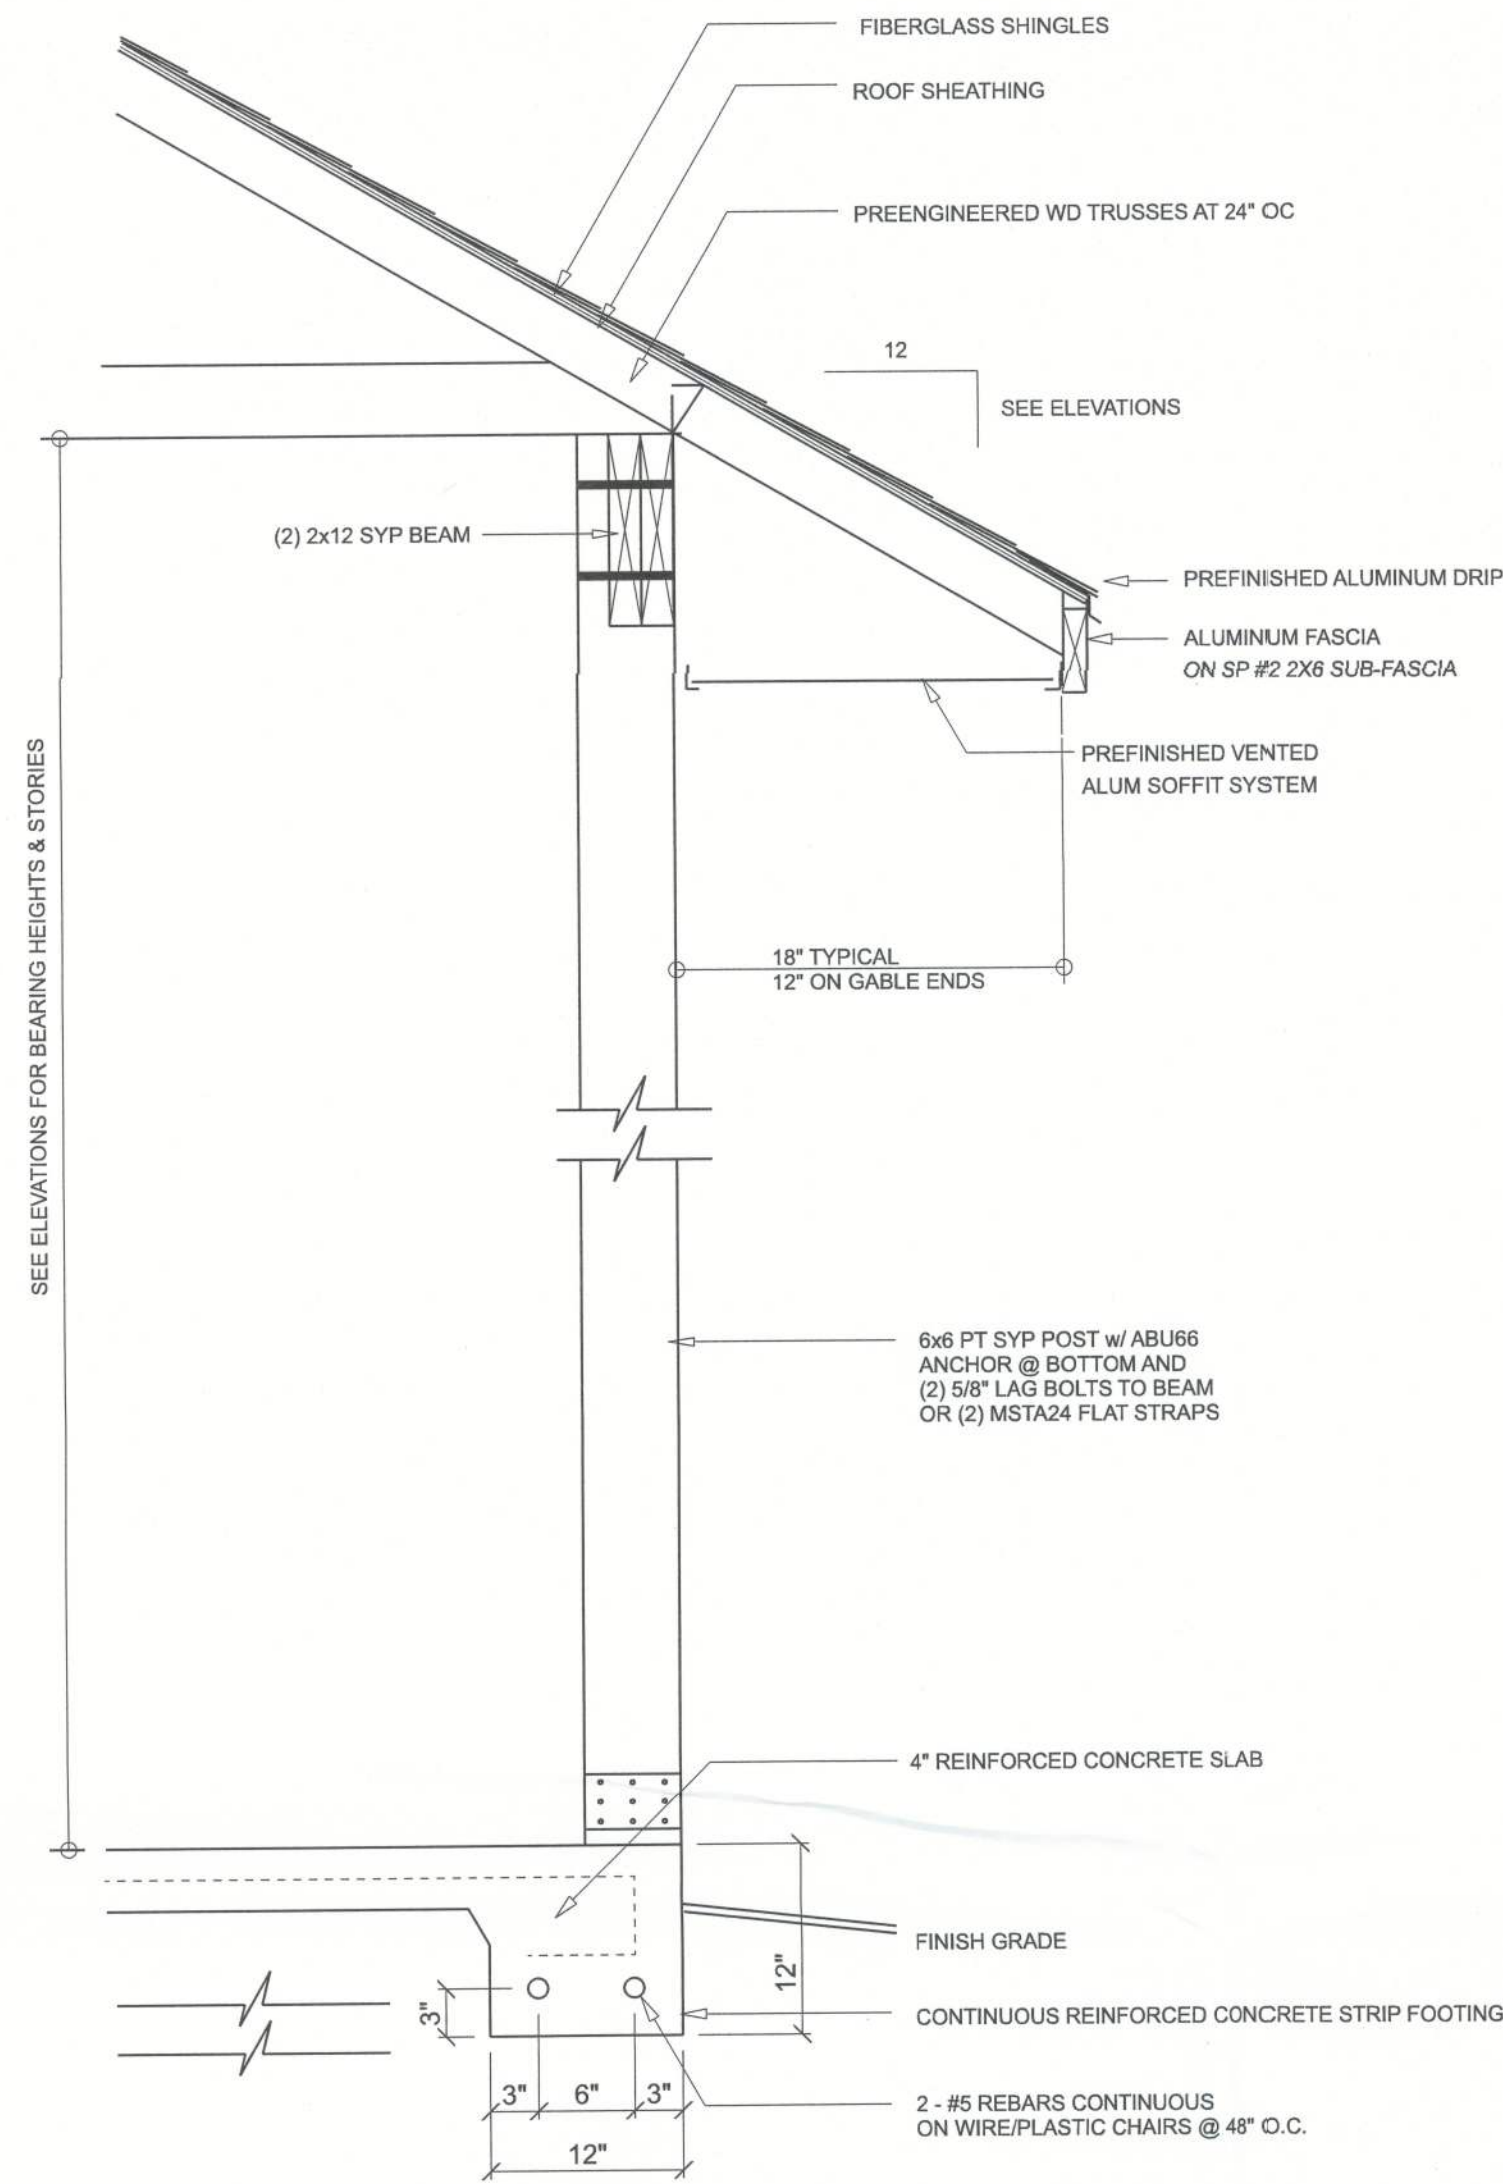 FIBERGLASS SHINGLES
ROOF SHEATHING
PREENGINEERED WD TRUSSES AT 24" OC
12
SEE ELEVATIONS
(2) 2x12 SYP BEAM
PREFINISHED ALUMINUM DRIP
ALUMINUM FASCIA
ON SP #2 2X6 SUB-FASCIA
PREFINISHED VENTED
ALUM SOFFIT SYSTEM
SEE ELEVATIONS FOR BEARING HEIGHTS & STORIES
18" TYPICAL
12" ON GABLE ENDS
6x6 PT SYP POST w/ ABU66
ANCHOR @ BOTTOM AND
(2) 5/8" LAG BOLTS TO BEAM
OR (2) MSTA24 FLAT STRAPS
4" REINFORCED CONCRETE SLAB
FINISH GRADE
12"
3"
CONTINUOUS REINFORCED CONCRETE STRIP FOOTING
3" 6" 3"
2 - #5 REBARS CONTINUOUS
ON WIRE/PLASTIC CHAIRS @ 48" O.C.
12"